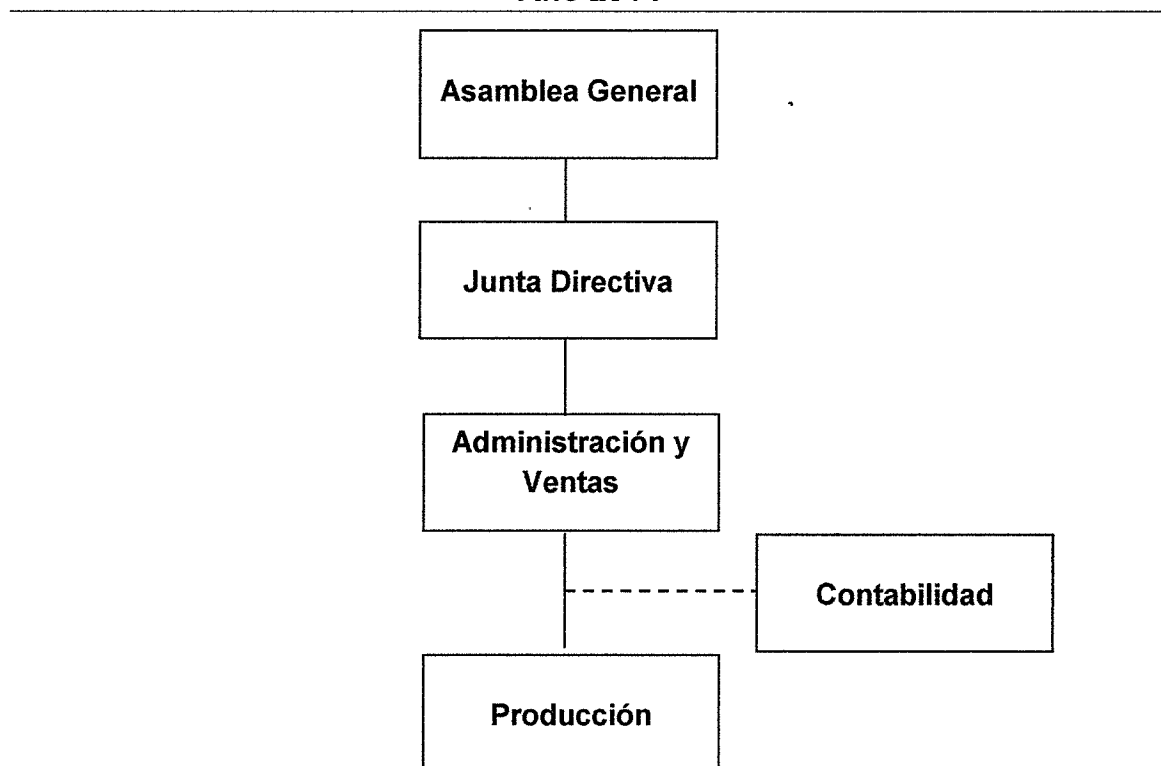 Asamblea General
Junta Directiva
Administración y
Ventas
Contabilidad
Producción